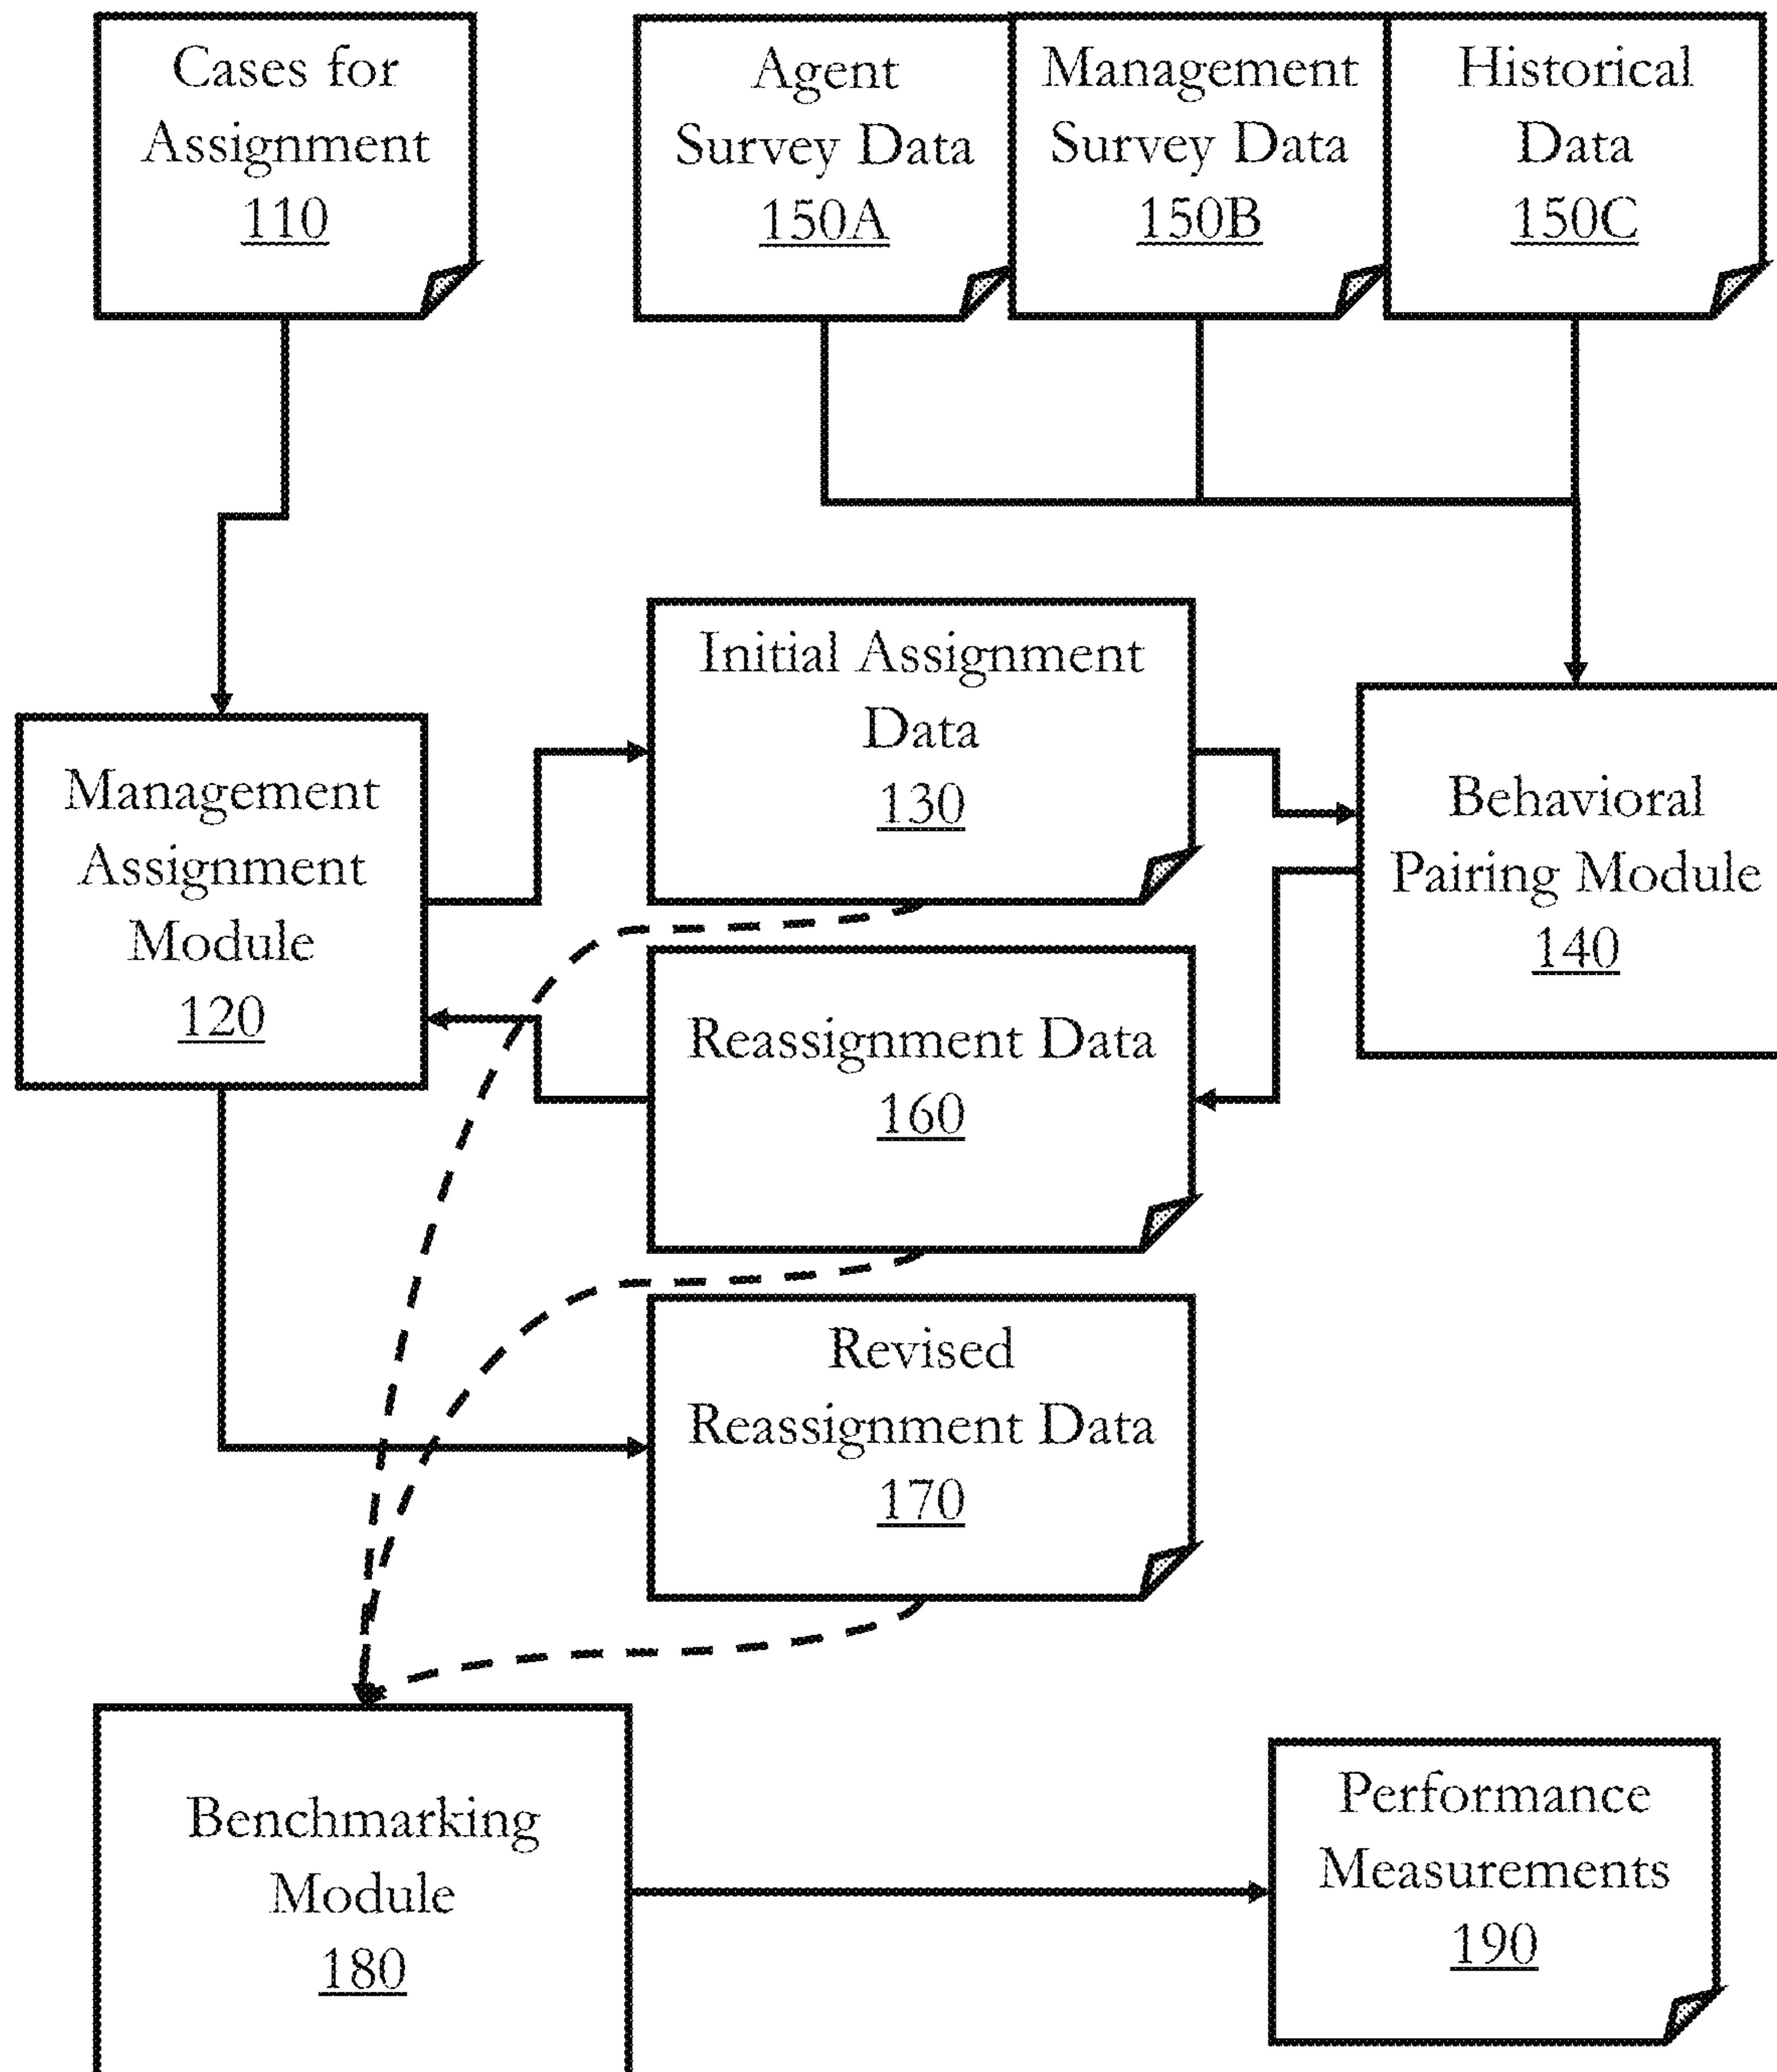 Cases for
Assignment
110
Agent
Survey Data
150A
Management
Survey Data
150B
Historical
Data
150C
Initial Assignment
Data
130
Management
Assignment
Module
120
Behavioral
Pairing Module
140
Reassignment Data
160
Revised
Reassignment Data
170
Benchmarking
Module
180
Performance
Measurements
190